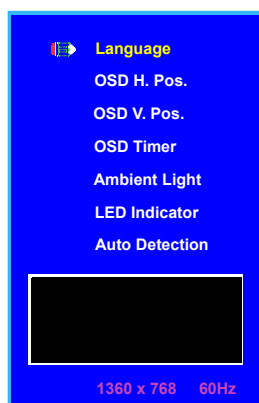 Language
OSD H. Pos.
OSD V. Pos.
OSD Timer
Ambient Light
LED Indicator
Auto Detection
1360 x 768 60Hz